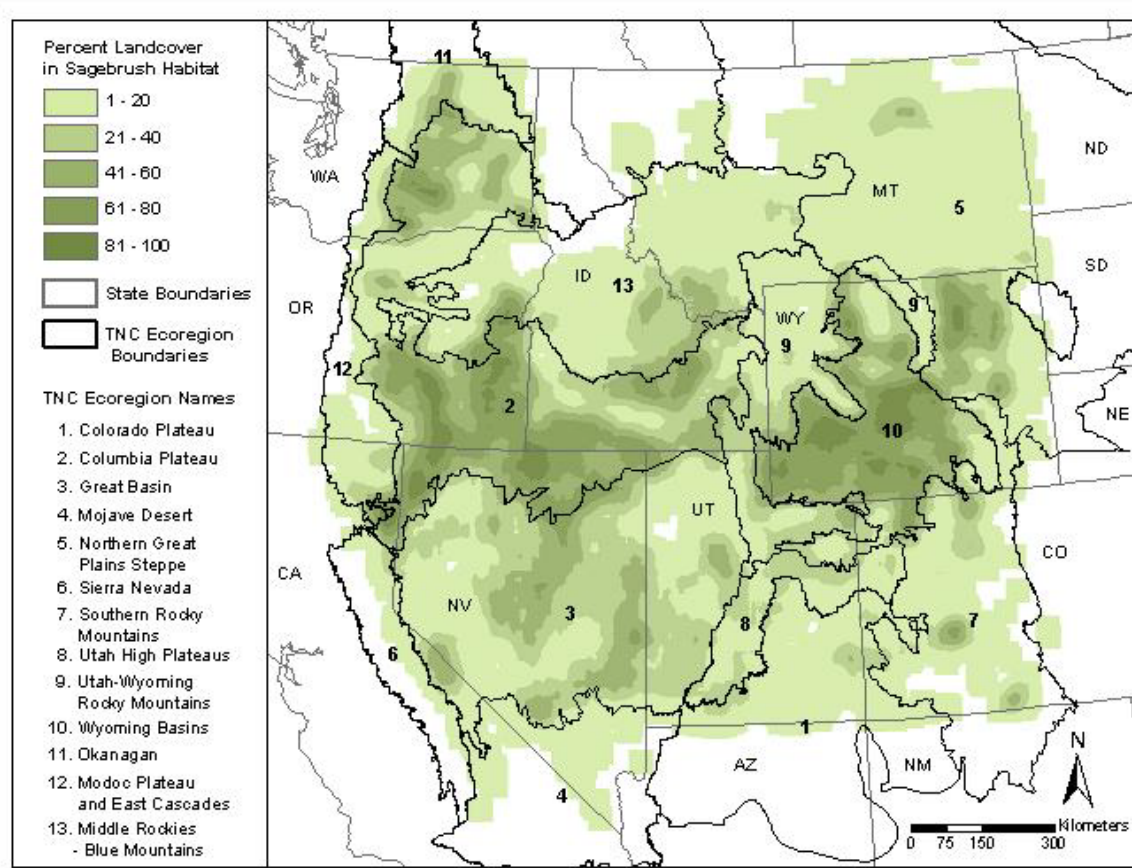 Percent Landcover
in Sagebrush Habitat
1 - 20
21 - 40
41 - 60
61 - 80
81 - 100
State Boundaries
TNC Ecoregion
Boundaries
TNC Ecoregion Names
1. Colorado Plateau
2. Columbia Plateau
3. Great Basin
4. Mojave Desert
5. Northern Great
Plains Steppe
6. Sierra Nevada
7. Southern Rocky
Mountains
8. Utah High Plateaus
9. Utah-Wyoming
Rocky Mountains
10. Wyoming Basins
11. Okanagan
12. Modoc Plateau
and East Cascades
13. Middle Rockies
- Blue Mountains
11
WA
ND
MT
5
SD
ID
13
OR
9
WY
9
12
2
10
NE
UT
CO
CA
NV
3
8
7
6
1
N
AZ
NM
4
Kilometers
0 75 150 300